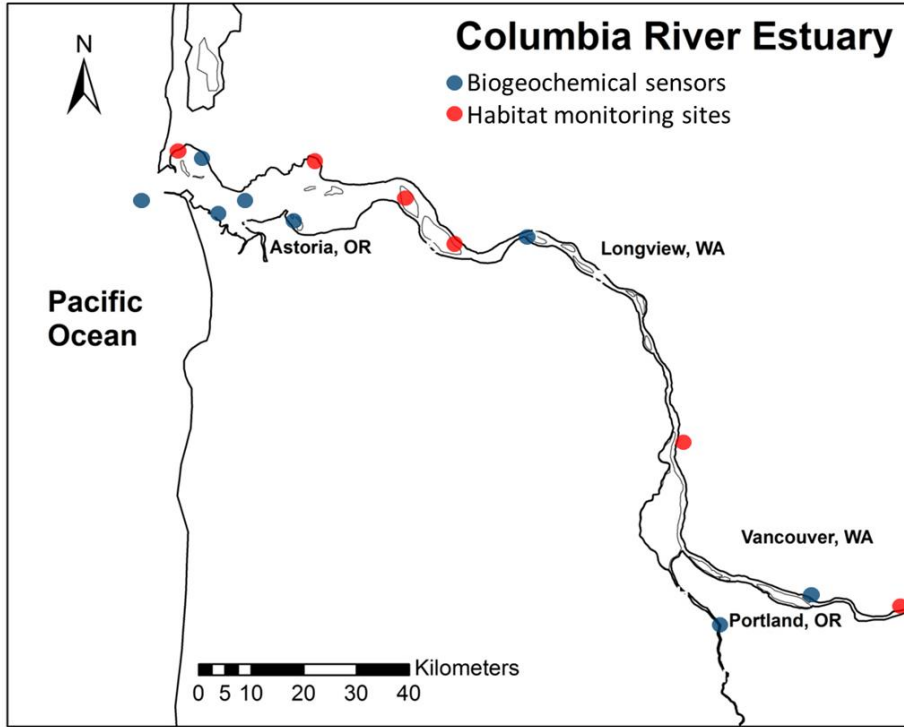 Columbia River Estuary
N
Biogeochemical sensors
Habitat monitoring sites
Astoria, OR
Longview, WA
Pacific
Ocean
Vancouver, WA
Portland, OR
Kilometers
0 5 10 20 30 40